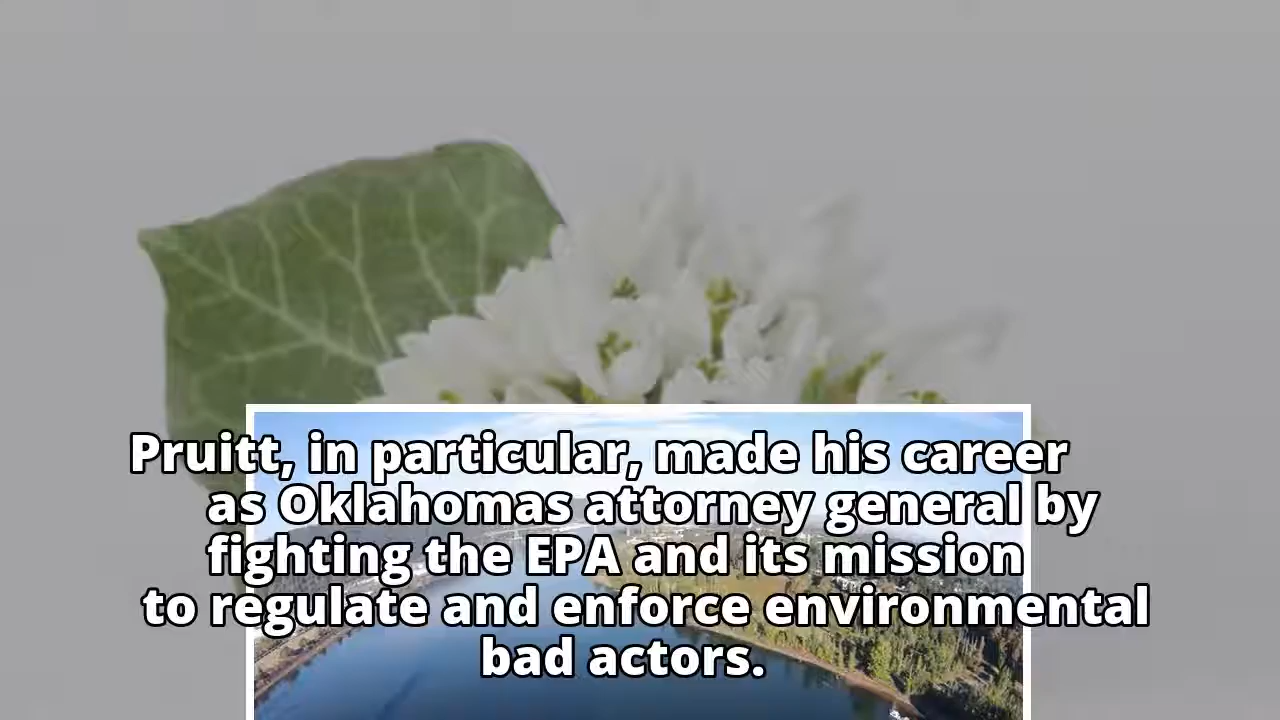 Pruitt, in particular, made his career
as Oklahomas attorney general by
fighting the EPA and its mission
to regulate and enforce environmental
bad actors.